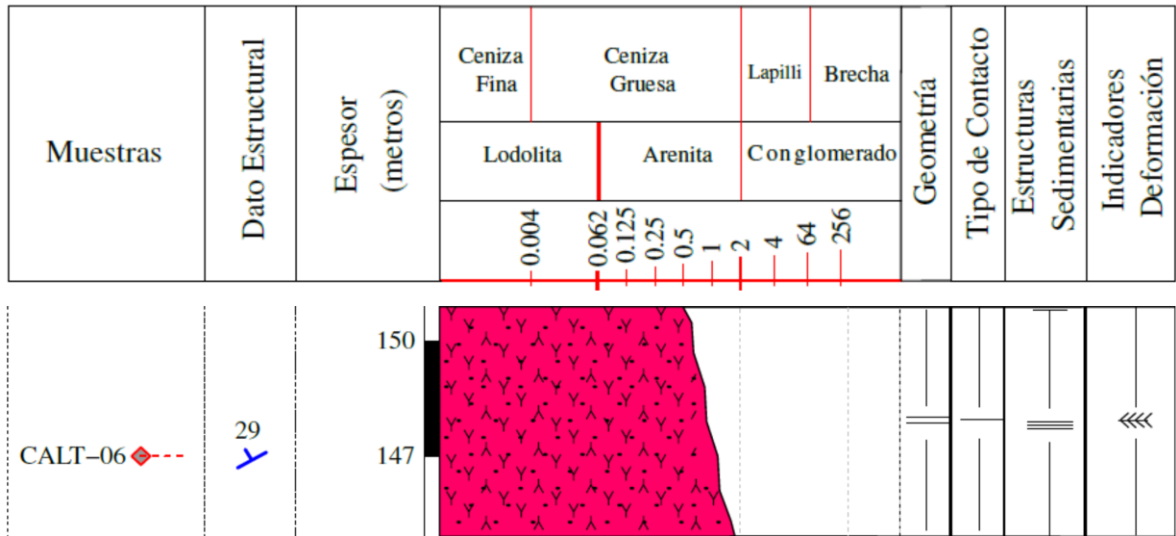 Muestras
Dato Estructural
Espesor
(metros)
Ceniza
Fina
Ceniza
Gruesa
Lapilli
Brecha
Lodolita
Arenita
Conglomerado
0.004
0.062
0.125
0.25
0.5
1
2
4
64
256
Geometría
Tipo de Contacto
Estructuras
Sedimentarias
Indicadores
Deformación
150
29
CALT-06
147